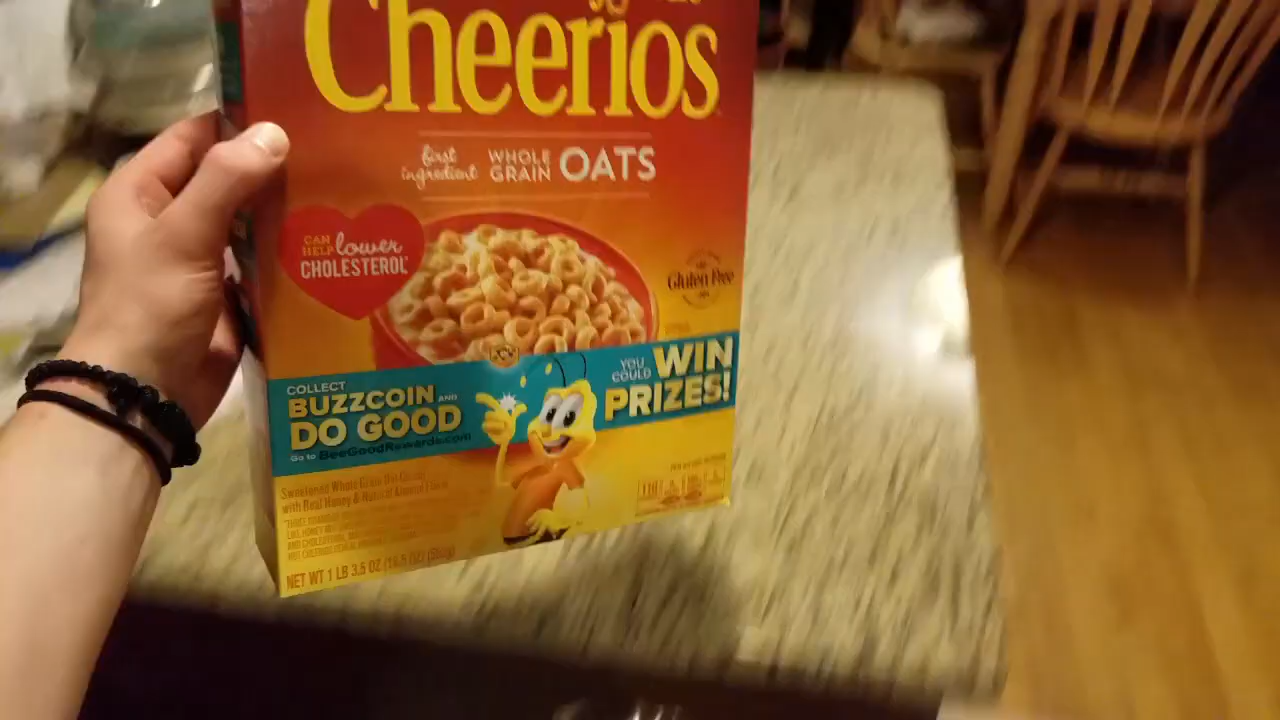 Cheerios
first ingredient WHOLE GRAIN OATS
CAN HELP lower CHOLESTEROL*
Gluten Free
COLLECT
BUZZCOIN AND
DO GOOD
Go to BeeGoodRewards.com
YOU COULD WIN
PRIZES!
Sweetened Whole Grain Oat Cereal
with Real Honey & Natural Almond Flavor
NET WT 1 LB 3.5 OZ